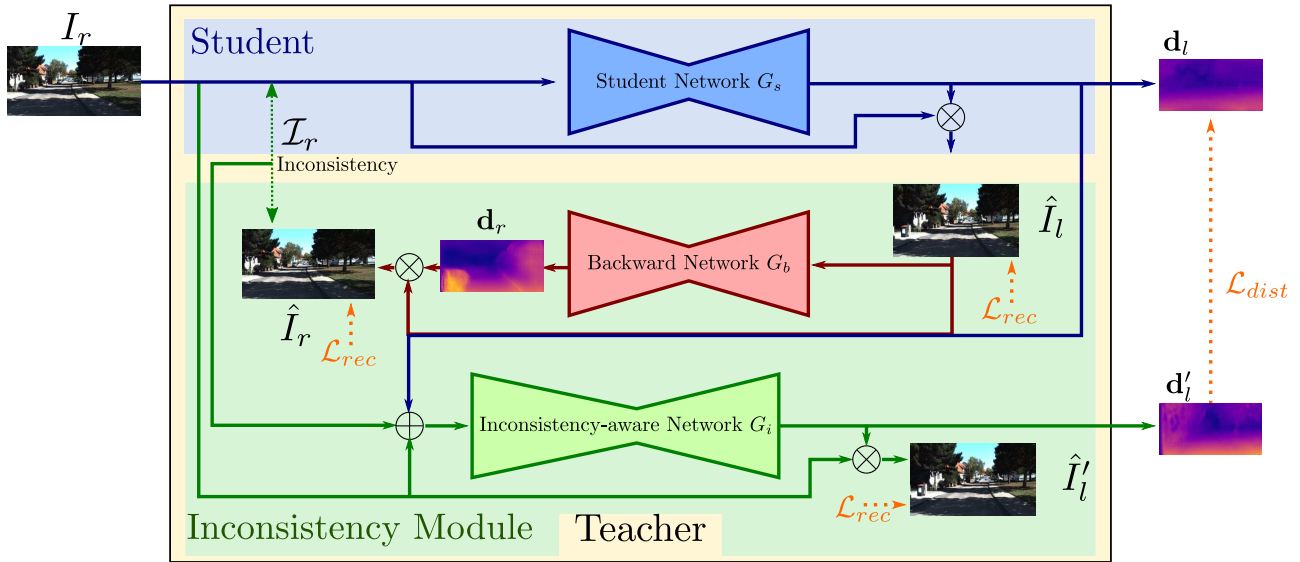 I_r
Student
Student Network G_s
d_l
𝓘_r
Inconsistency
Î_l
d_r
Backward Network G_b
Î_r
ℒ_rec
ℒ_rec
ℒ_dist
d′_l
Inconsistency-aware Network G_i
Î′_l
ℒ_rec
Inconsistency Module
Teacher